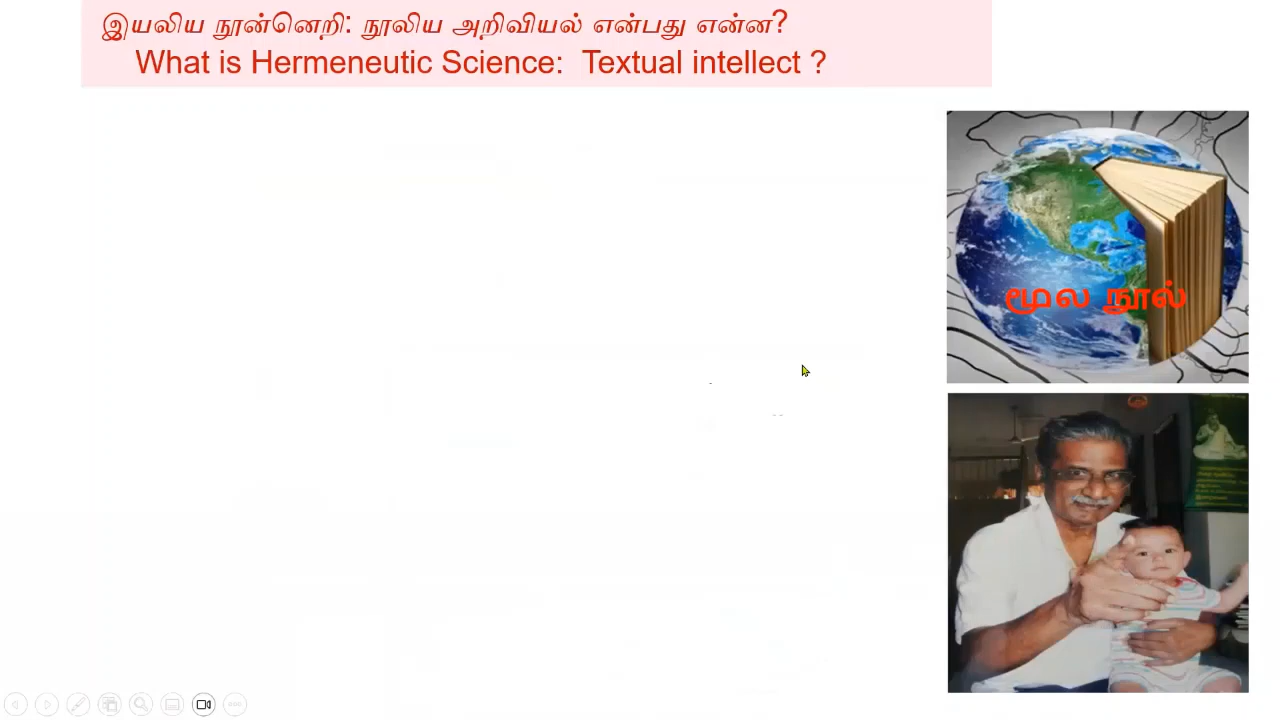 இயலிய நூன்னெறி: நூலிய அறிவியல் என்பது என்ன?
What is Hermeneutic Science:  Textual intellect ?
மூல நூல்